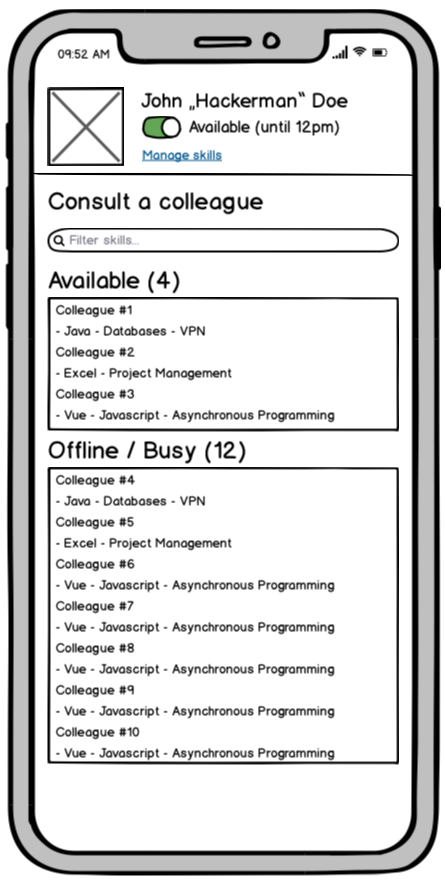 09:52 AM
John „Hackerman“ Doe
Available (until 12pm)
Manage skills
Consult a colleague
Filter skills...
Available (4)
Colleague #1
- Java - Databases - VPN
Colleague #2
- Excel - Project Management
Colleague #3
- Vue - Javascript - Asynchronous Programming
Offline / Busy (12)
Colleague #4
- Java - Databases - VPN
Colleague #5
- Excel - Project Management
Colleague #6
- Vue - Javascript - Asynchronous Programming
Colleague #7
- Vue - Javascript - Asynchronous Programming
Colleague #8
- Vue - Javascript - Asynchronous Programming
Colleague #9
- Vue - Javascript - Asynchronous Programming
Colleague #10
- Vue - Javascript - Asynchronous Programming